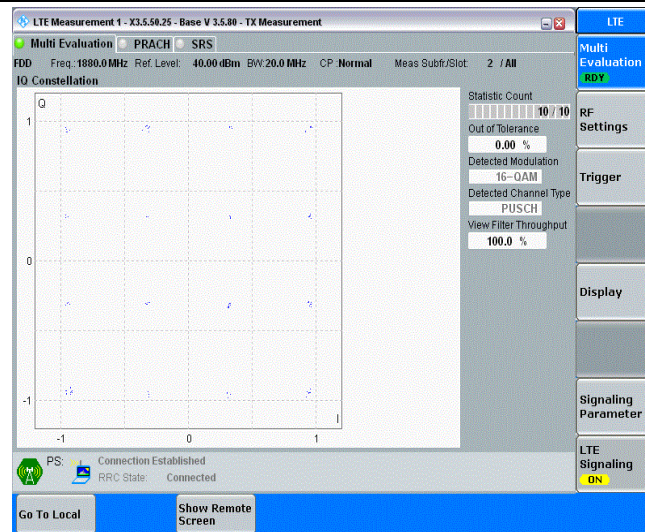 LTE Measurement 1 - X3.5.50.25 - Base V 3.5.80 - TX Measurement
LTE
Multi Evaluation PRACH SRS
Multi
Evaluation
RDY
FDD Freq.: 1880.0 MHz Ref. Level: 40.00 dBm BW: 20.0 MHz CP : Normal Meas Subfr/Slot: 2 / All
IQ Constellation
Statistic Count
10 / 10
Out of Tolerance
0.00 %
Detected Modulation
16-QAM
Detected Channel Type
PUSCH
View Filter Throughput
100.0 %
RF
Settings
Trigger
Display
Signaling
Parameter
LTE
Signaling
ON
Q
1
0
-1
I
-1 0 1
PS: Connection Established
RRC State: Connected
Go To Local
Show Remote
Screen